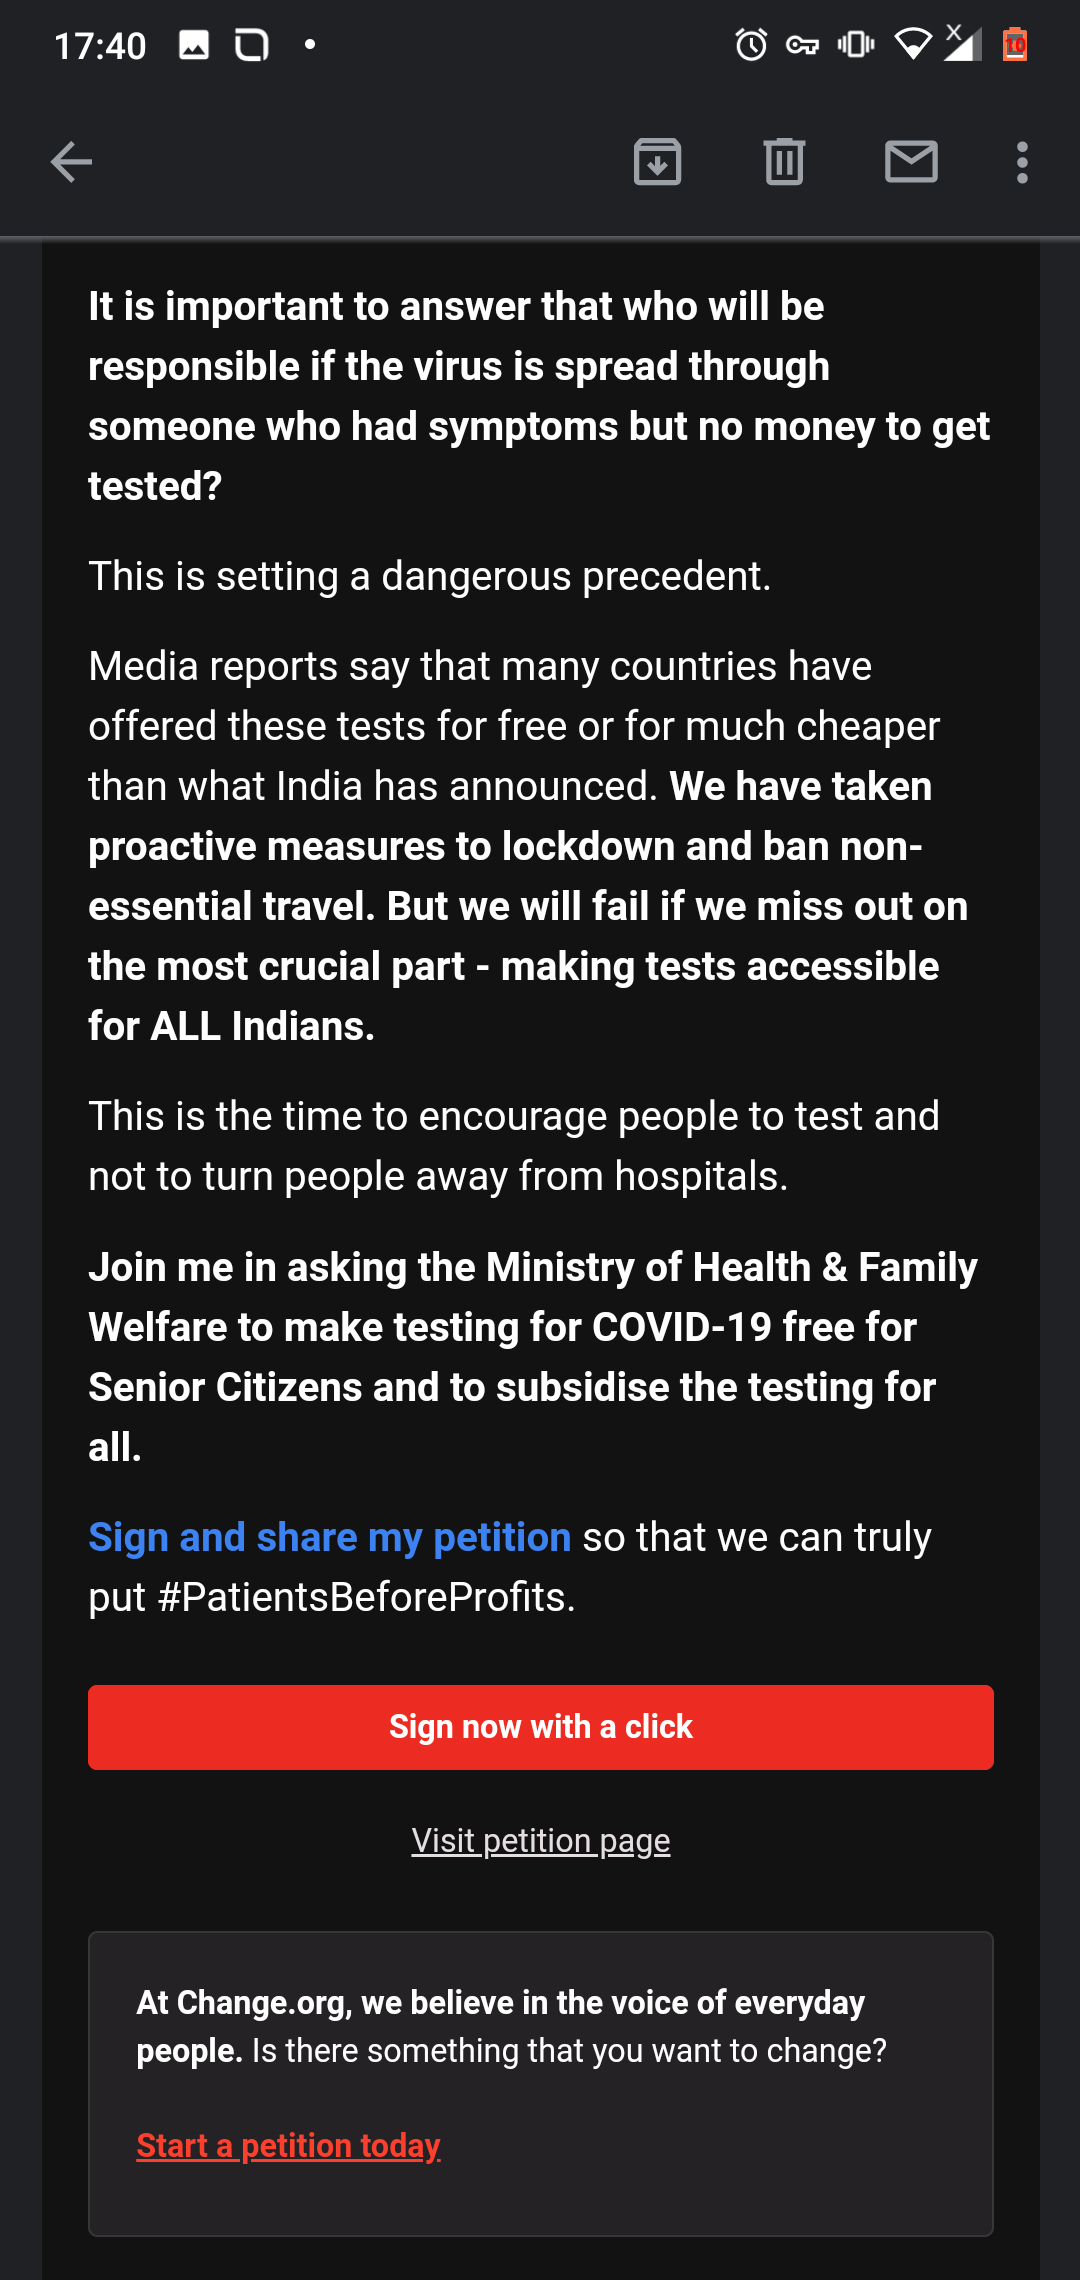 17:40
10
It is important to answer that who will be
responsible if the virus is spread through
someone who had symptoms but no money to get
tested?
This is setting a dangerous precedent.
Media reports say that many countries have
offered these tests for free or for much cheaper
than what India has announced. We have taken
proactive measures to lockdown and ban non-
essential travel. But we will fail if we miss out on
the most crucial part - making tests accessible
for ALL Indians.
This is the time to encourage people to test and
not to turn people away from hospitals.
Join me in asking the Ministry of Health & Family
Welfare to make testing for COVID-19 free for
Senior Citizens and to subsidise the testing for
all.
Sign and share my petition so that we can truly
put #PatientsBeforeProfits.
Sign now with a click
Visit petition page
At Change.org, we believe in the voice of everyday
people. Is there something that you want to change?
Start a petition today